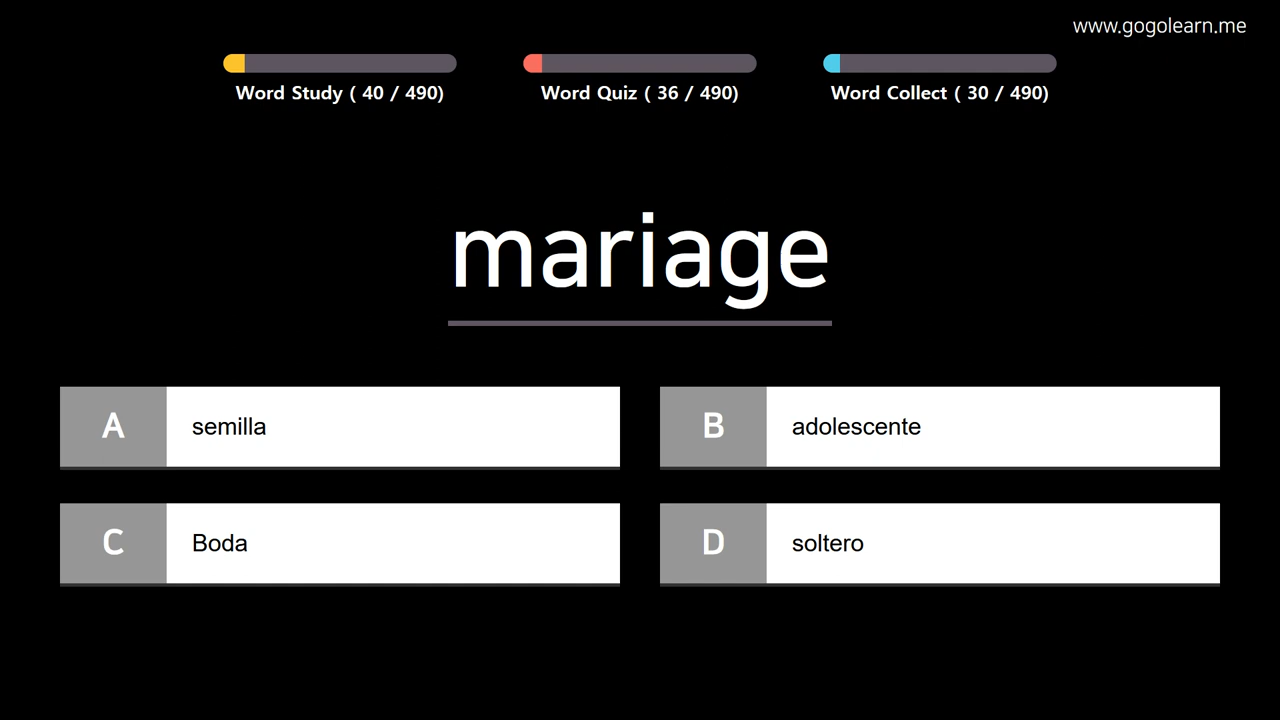 www.gogolearn.me
Word Study ( 40 / 490)
Word Quiz ( 36 / 490)
Word Collect ( 30 / 490)
mariage
A semilla
B adolescente
C Boda
D soltero